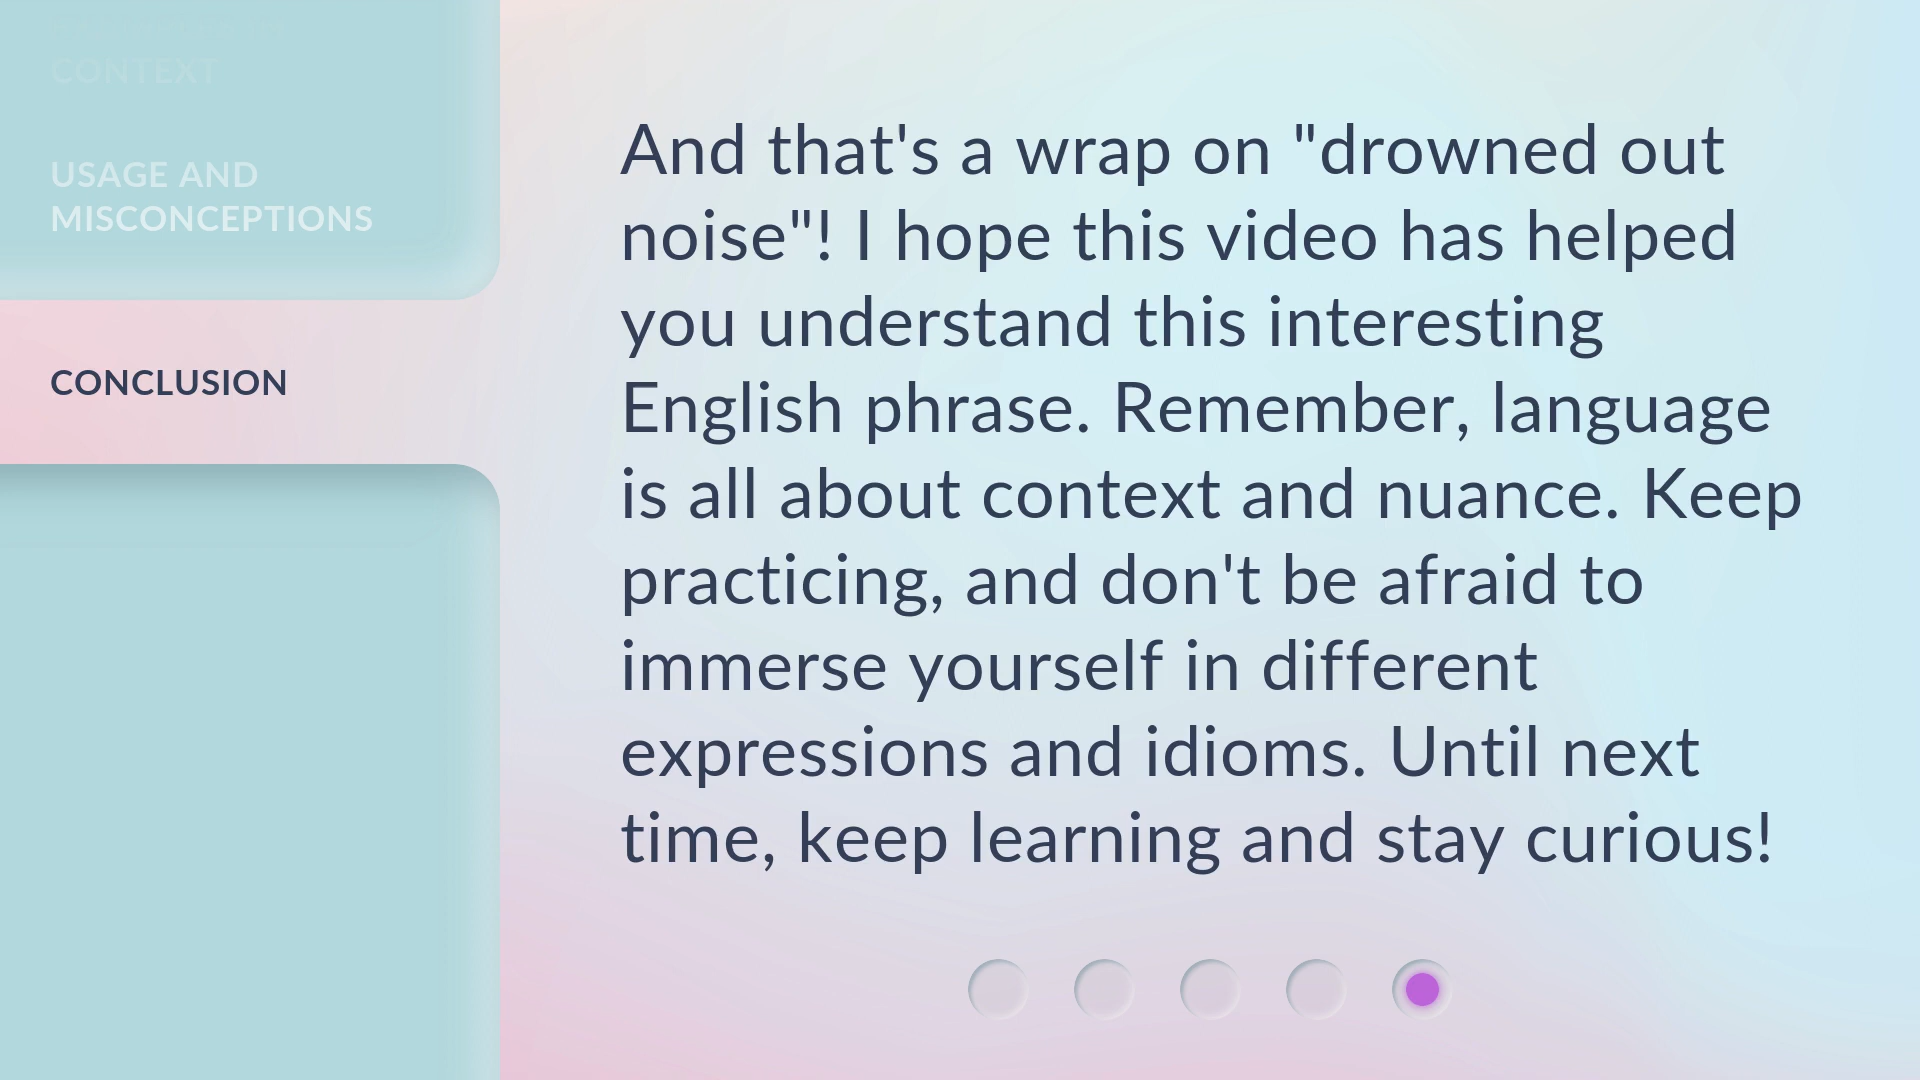 CONTEXT
USAGE AND
MISCONCEPTIONS
CONCLUSION
And that's a wrap on "drowned out
noise"! I hope this video has helped
you understand this interesting
English phrase. Remember, language
is all about context and nuance. Keep
practicing, and don't be afraid to
immerse yourself in different
expressions and idioms. Until next
time, keep learning and stay curious!